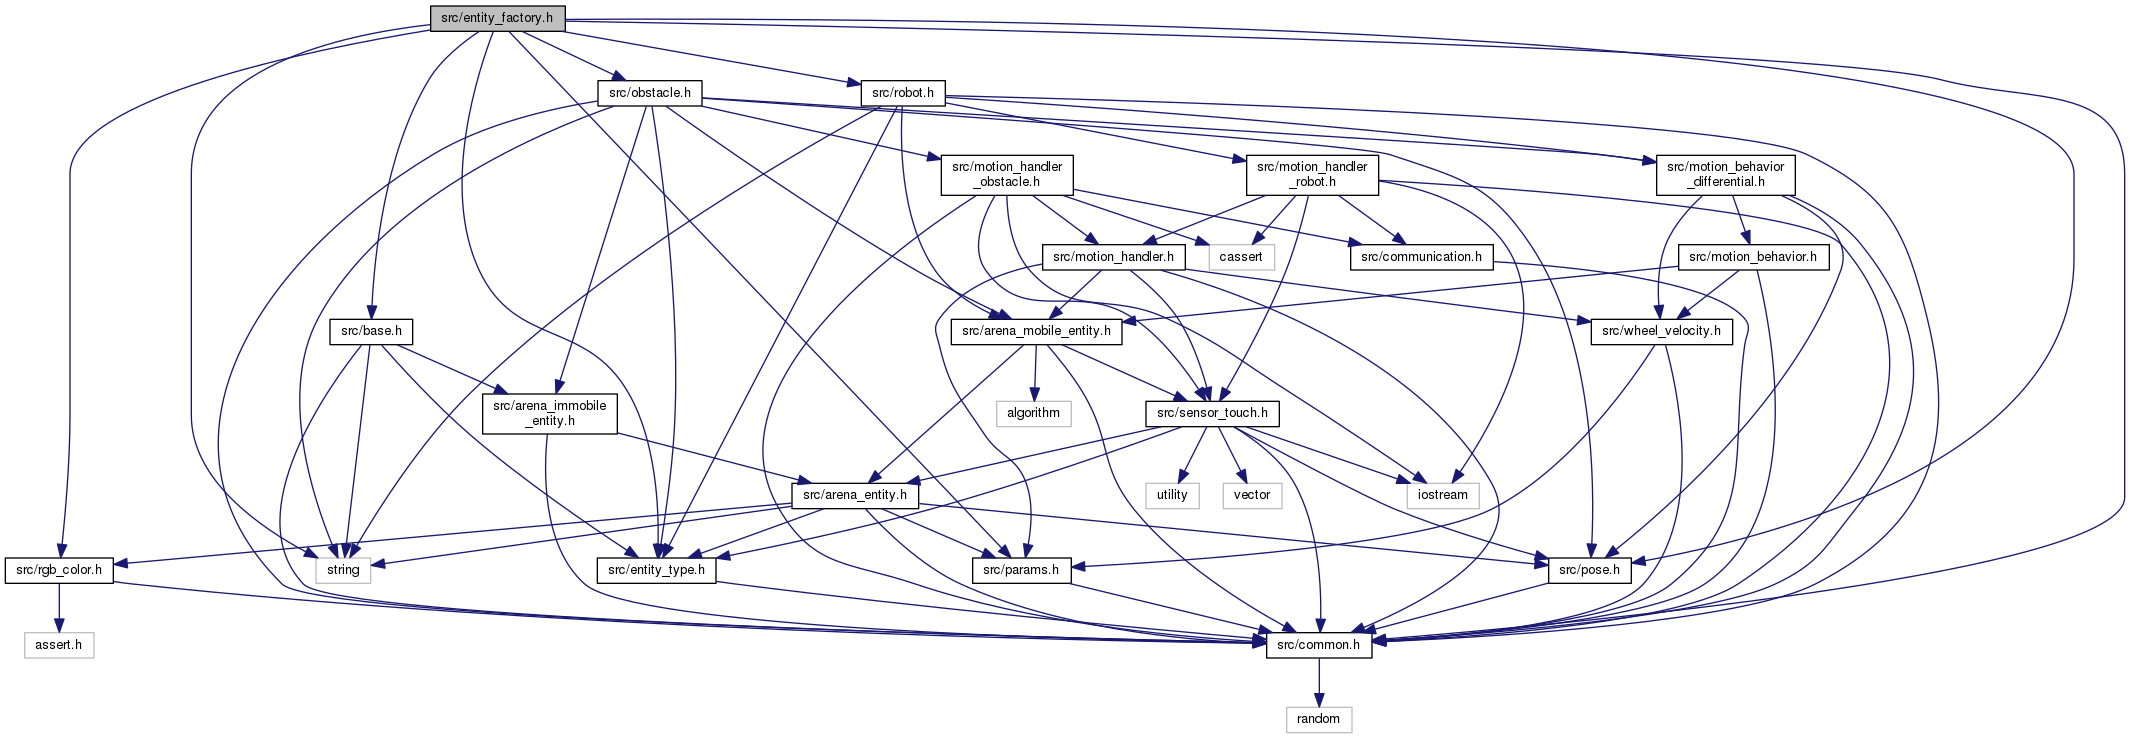 src/entity_factory.h
src/obstacle.h
src/robot.h
src/motion_handler
_obstacle.h
src/motion_handler
_robot.h
src/motion_behavior
_differential.h
src/motion_handler.h
cassert
src/communication.h
src/motion_behavior.h
src/base.h
src/arena_mobile_entity.h
src/wheel_velocity.h
src/arena_immobile
_entity.h
algorithm
src/sensor_touch.h
src/arena_entity.h
utility
vector
iostream
src/rgb_color.h
string
src/entity_type.h
src/params.h
src/pose.h
assert.h
src/common.h
random